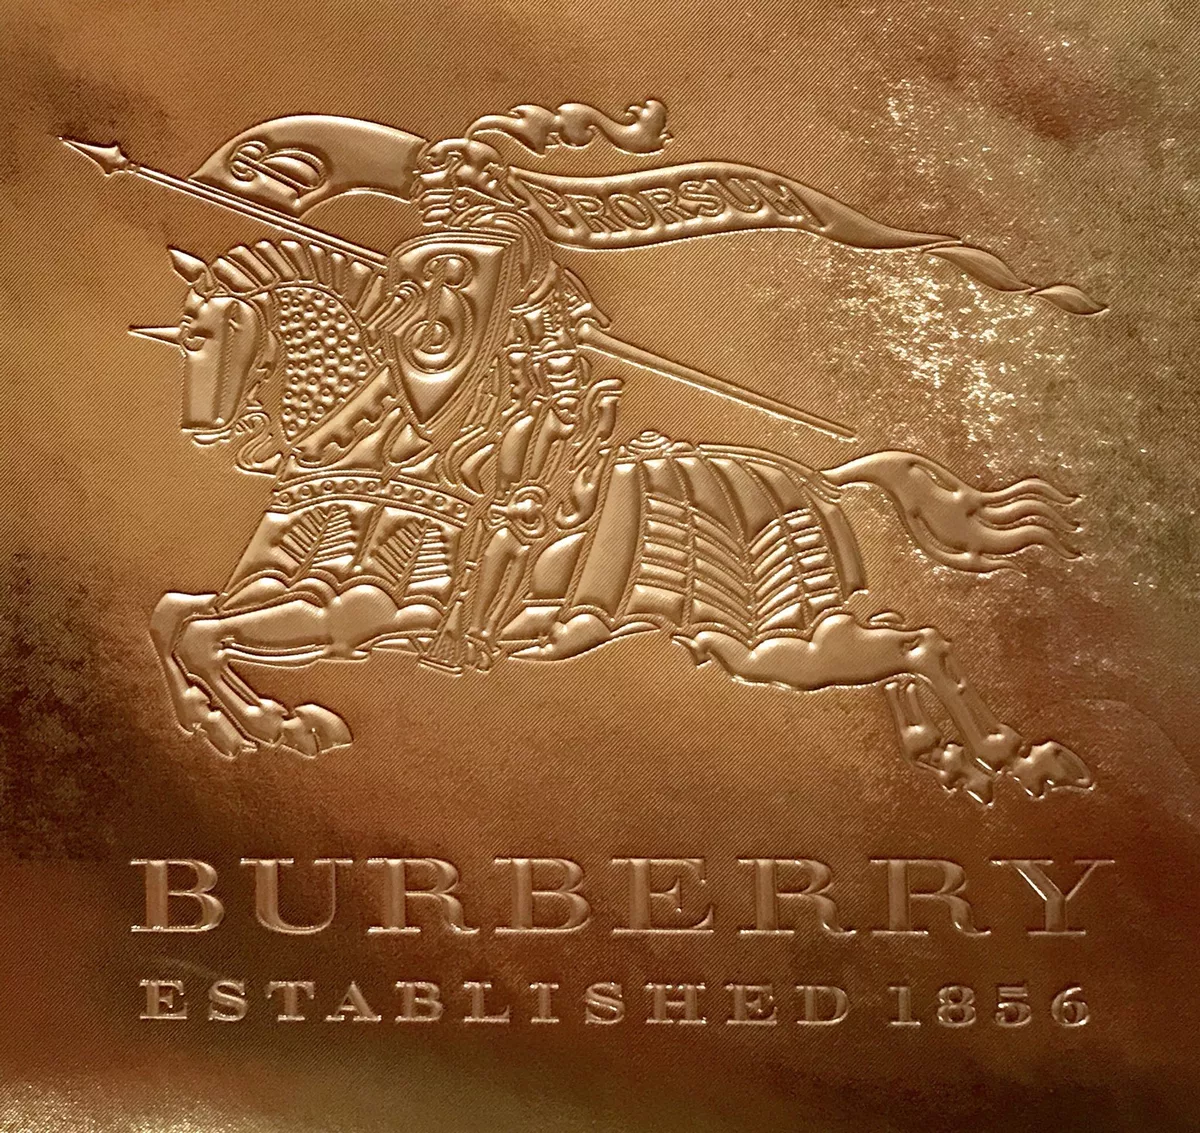 B
PRORSUM
B
BURBERRY
ESTABLISHED 1856